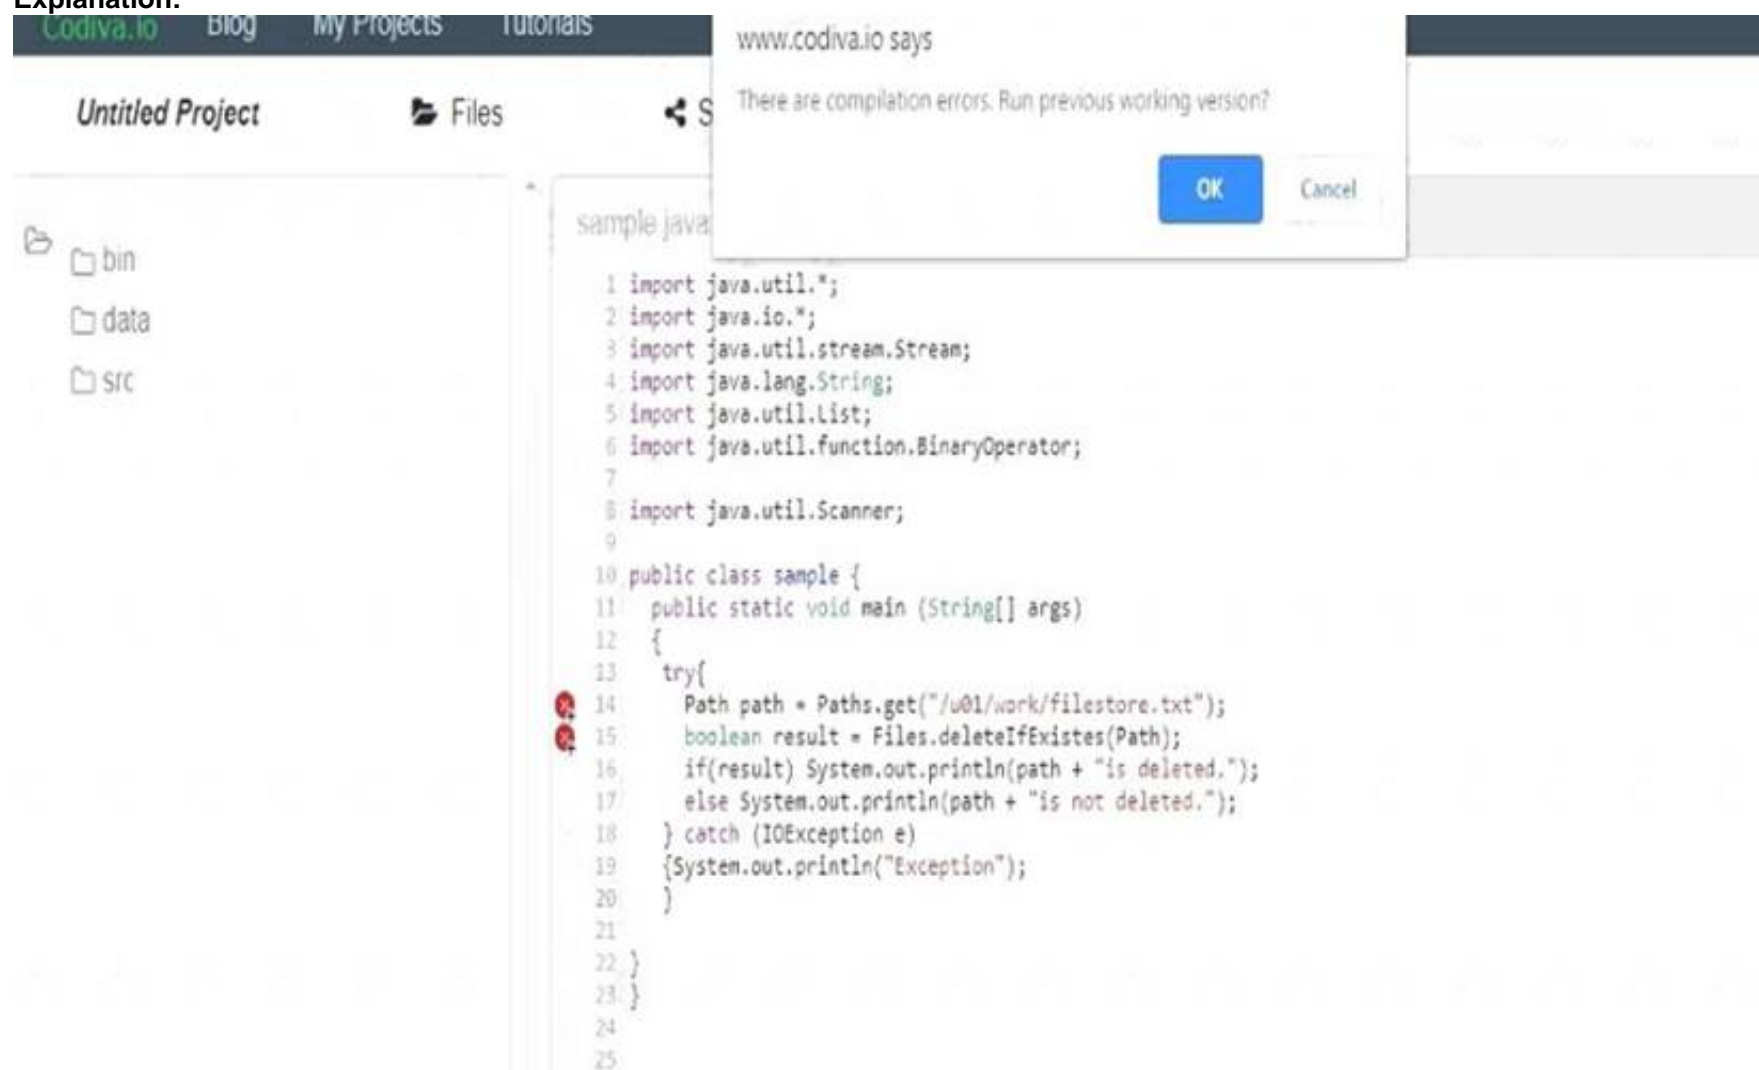 Explanation:
Codiva.io Blog My Projects Tutorials
www.codiva.io says
There are compilation errors. Run previous working version?
OK Cancel
Untitled Project Files S
bin
data
src
sample java
1 import java.util.*;
2 import java.io.*;
3 import java.util.stream.Stream;
4 import java.lang.String;
5 import java.util.List;
6 import java.util.function.BinaryOperator;
7
8 import java.util.Scanner;
9
10 public class sample {
11 public static void main (String[] args)
12 {
13 try{
14 Path path = Paths.get("/u01/work/filestore.txt");
15 boolean result = Files.deleteIfExistes(Path);
16 if(result) System.out.println(path + "is deleted.");
17 else System.out.println(path + "is not deleted.");
18 } catch (IOException e)
19 {System.out.println("Exception");
20 }
21
22 }
23 }
24
25